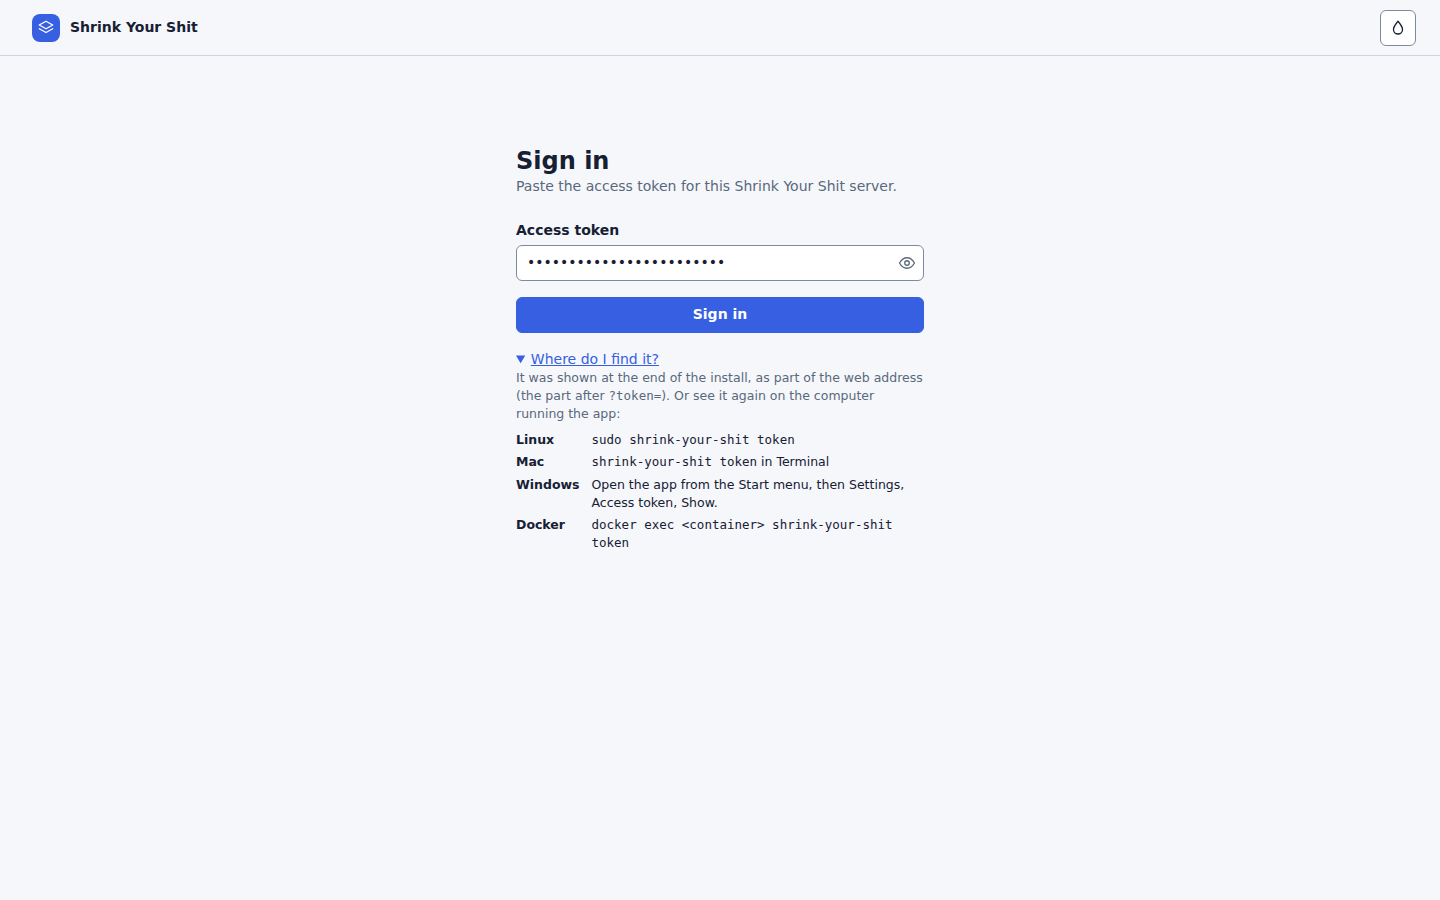 Shrink Your Shit
Sign in
Paste the access token for this Shrink Your Shit server.
Access token
••••••••••••••••••••••••
Sign in
▼ Where do I find it?
It was shown at the end of the install, as part of the web address
(the part after ?token=). Or see it again on the computer
running the app:
Linux sudo shrink-your-shit token
Mac shrink-your-shit token in Terminal
Windows Open the app from the Start menu, then Settings,
Access token, Show.
Docker docker exec <container> shrink-your-shit
token